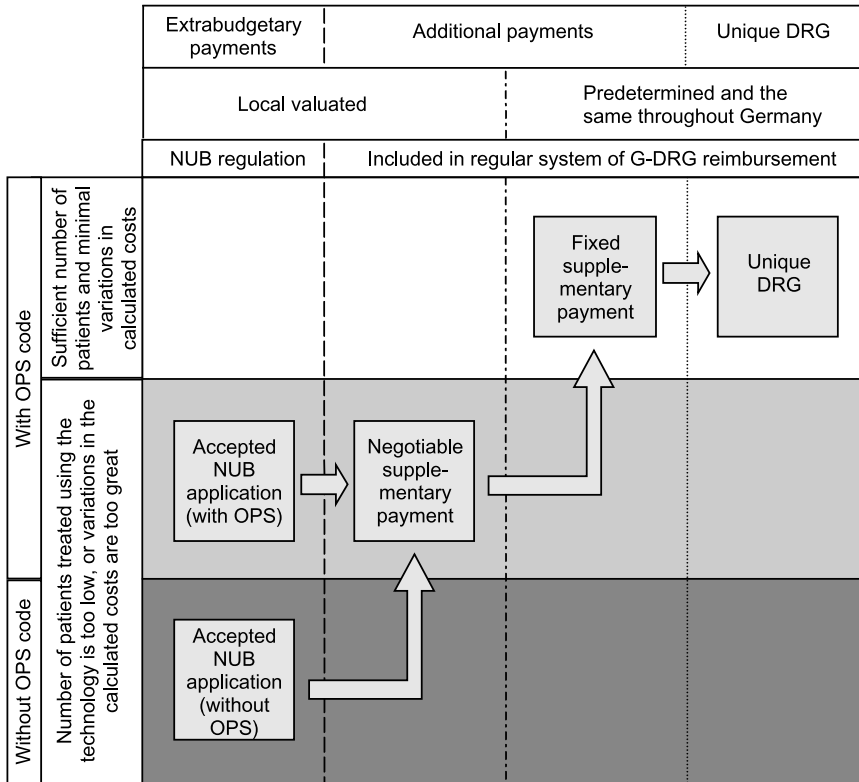 Extrabudgetary
payments
Additional payments
Unique DRG
Local valuated
Predetermined and the
same throughout Germany
NUB regulation
Included in regular system of G-DRG reimbursement
With OPS code
Sufficient number of
patients and minimal
variations in
calculated costs
Fixed
supple-
mentary
payment
Unique
DRG
Number of patients treated using the
technology is too low, or variations in the
calculated costs are too great
Accepted
NUB
application
(with OPS)
Negotiable
supple-
mentary
payment
Without OPS code
Accepted
NUB
application
(without
OPS)